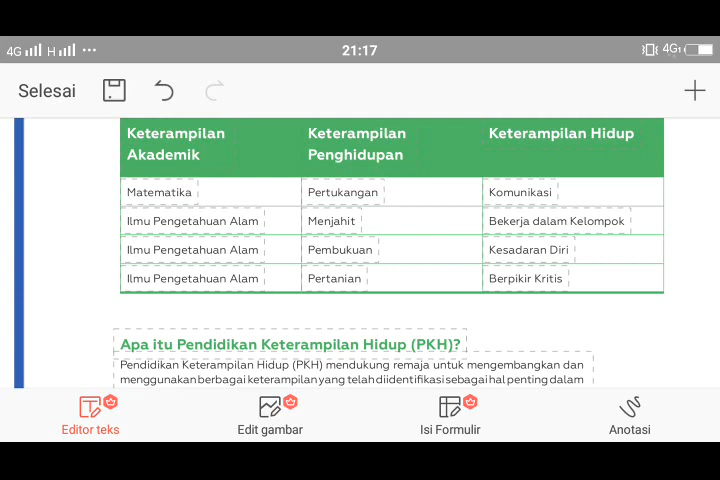 4G H ··· 21:17 4G
Selesai
Keterampilan Akademik Keterampilan Penghidupan Keterampilan Hidup
Matematika Pertukangan Komunikasi
Ilmu Pengetahuan Alam Menjahit Bekerja dalam Kelompok
Ilmu Pengetahuan Alam Pembukuan Kesadaran Diri
Ilmu Pengetahuan Alam Pertanian Berpikir Kritis
Apa itu Pendidikan Keterampilan Hidup (PKH)?
Pendidikan Keterampilan Hidup (PKH) mendukung remaja untuk mengembangkan dan
menggunakan berbagai keterampilan yang telah diidentifikasi sebagai hal penting dalam
Editor teks Edit gambar Isi Formulir Anotasi